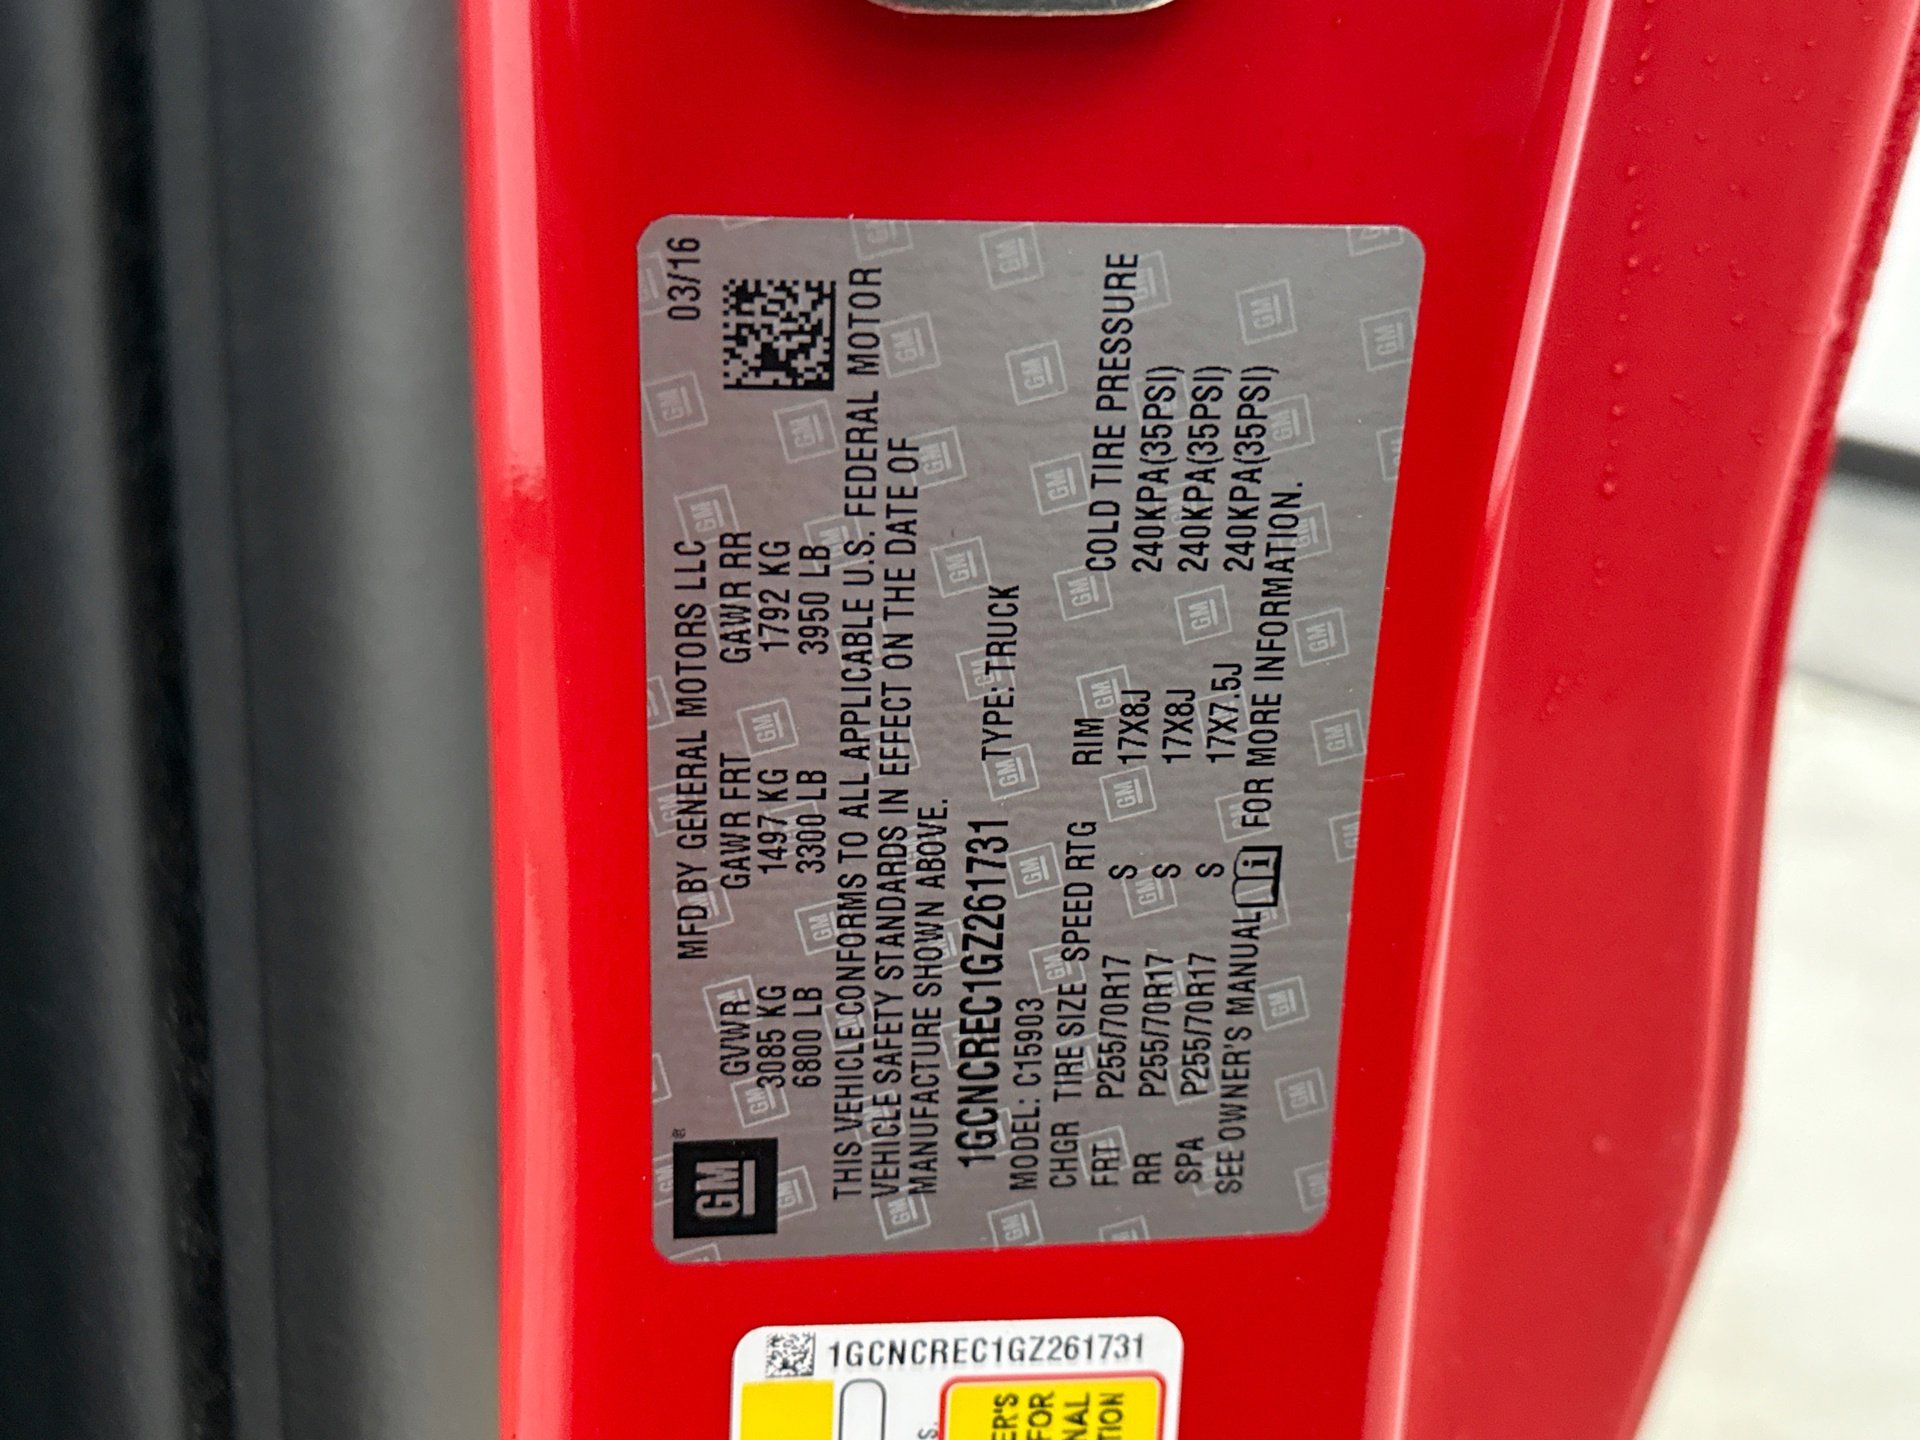 GM®
MFD BY GENERAL MOTORS LLC 03/16
GVWR GAWR FRT GAWR RR
3085 KG 1497 KG 1792 KG
6800 LB 3300 LB 3950 LB
THIS VEHICLE CONFORMS TO ALL APPLICABLE U.S. FEDERAL MOTOR
VEHICLE SAFETY STANDARDS IN EFFECT ON THE DATE OF
MANUFACTURE SHOWN ABOVE.
1GCNCREC1GZ261731 TYPE: TRUCK
MODEL: C15903
CHGR TIRE SIZE SPEED RTG RIM COLD TIRE PRESSURE
FRT P255/70R17 S 17X8J 240KPA(35PSI)
RR P255/70R17 S 17X8J 240KPA(35PSI)
SPA P255/70R17 S 17X7.5J 240KPA(35PSI)
SEE OWNER'S MANUAL i FOR MORE INFORMATION.
1GCNCREC1GZ261731
S.
ER'S
FOR
NAL
TION